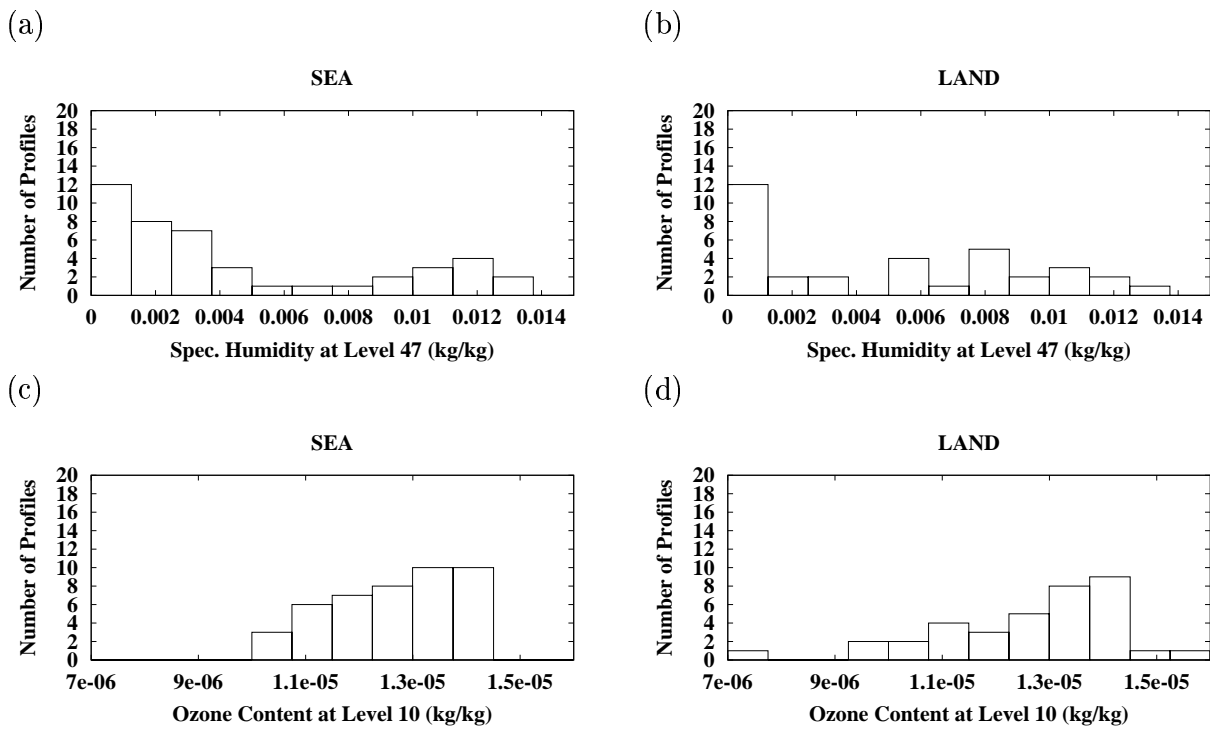 (a)
SEA
20
18
16
14
12
10
8
6
4
2
0
Number of Profiles
0 0.002 0.004 0.006 0.008 0.01 0.012 0.014
Spec. Humidity at Level 47 (kg/kg)
(b)
LAND
20
18
16
14
12
10
8
6
4
2
0
Number of Profiles
0 0.002 0.004 0.006 0.008 0.01 0.012 0.014
Spec. Humidity at Level 47 (kg/kg)
(c)
SEA
20
18
16
14
12
10
8
6
4
2
0
Number of Profiles
7e-06 9e-06 1.1e-05 1.3e-05 1.5e-05
Ozone Content at Level 10 (kg/kg)
(d)
LAND
20
18
16
14
12
10
8
6
4
2
0
Number of Profiles
7e-06 9e-06 1.1e-05 1.3e-05 1.5e-05
Ozone Content at Level 10 (kg/kg)